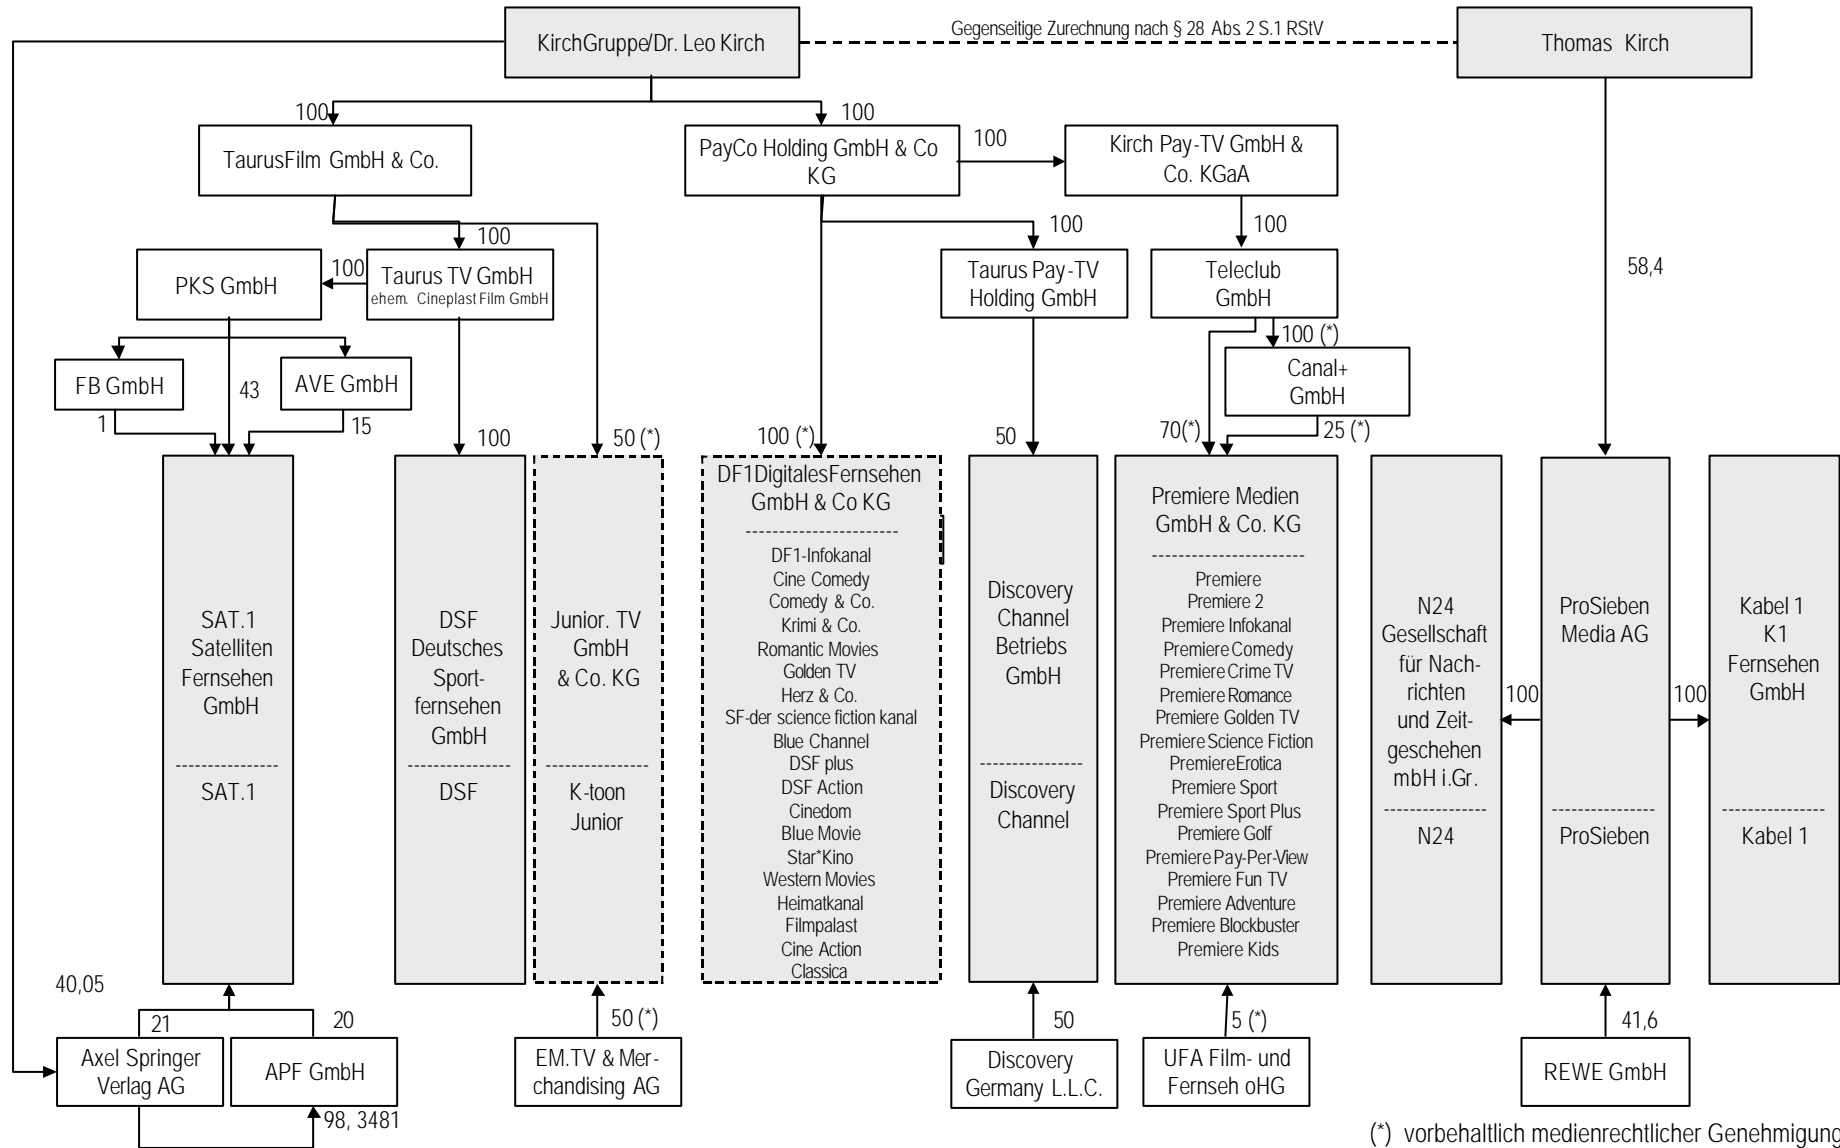 KirchGruppe/Dr. Leo Kirch
Gegenseitige Zurechnung nach § 28 Abs. 2 S.1 RStV
Thomas Kirch
100
100
TaurusFilm GmbH & Co.
PayCo Holding GmbH & Co
KG
100
Kirch Pay-TV GmbH &
Co. KGaA
100
100
100
58,4
PKS GmbH
100
Taurus TV GmbH
ehem. Cineplast Film GmbH
Taurus Pay-TV
Holding GmbH
Teleclub
GmbH
100 (*)
FB GmbH
43
AVE GmbH
Canal+
GmbH
1
15
100
50 (*)
100 (*)
50
70(*)
25 (*)
SAT.1
Satelliten
Fernsehen
GmbH
SAT.1
DSF
Deutsches
Sport-
fernsehen
GmbH
DSF
Junior. TV
GmbH
& Co. KG
K-toon
Junior
DF1DigitalesFernsehen
GmbH & Co KG
DF1-Infokanal
Cine Comedy
Comedy & Co.
Krimi & Co.
Romantic Movies
Golden TV
Herz & Co.
SF-der science fiction kanal
Blue Channel
DSF plus
DSF Action
Cinedom
Blue Movie
Star*Kino
Western Movies
Heimatkanal
Filmpalast
Cine Action
Classica
Discovery
Channel
Betriebs
GmbH
Discovery
Channel
Premiere Medien
GmbH & Co. KG
Premiere
Premiere 2
Premiere Infokanal
Premiere Comedy
Premiere Crime TV
Premiere Romance
Premiere Golden TV
Premiere Science Fiction
PremiereErotica
Premiere Sport
Premiere Sport Plus
Premiere Golf
Premiere Pay-Per-View
Premiere Fun TV
Premiere Adventure
Premiere Blockbuster
Premiere Kids
N24
Gesellschaft
für Nach-
richten
und Zeit-
geschehen
mbH i.Gr.
N24
100
ProSieben
Media AG
ProSieben
100
Kabel 1
K1
Fernsehen
GmbH
Kabel 1
40,05
21
20
50 (*)
50
5 (*)
41,6
Axel Springer
Verlag AG
APF GmbH
EM.TV & Mer-
chandising AG
Discovery
Germany L.L.C.
UFA Film- und
Fernseh oHG
REWE GmbH
98, 3481
(*) vorbehaltlich medienrechtlicher Genehmigung